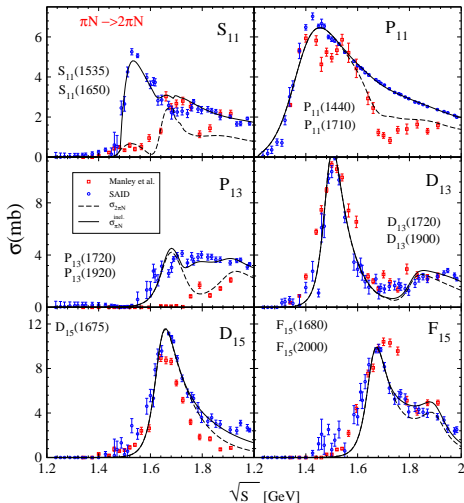 πN ->2πN
S11
P11
S11(1535)
S11(1650)
P11(1440)
P11(1710)
6
4
2
0
P13
D13
Manley et al.
SAID
σ2πN
σπN incl.
P13(1720)
P13(1920)
D13(1720)
D13(1900)
σ(mb)
8
4
0
D15
F15
D15(1675)
F15(1680)
F15(2000)
12
8
4
0
1.2 1.4 1.6 1.8 1.2 1.4 1.6 1.8 2
√S [GeV]